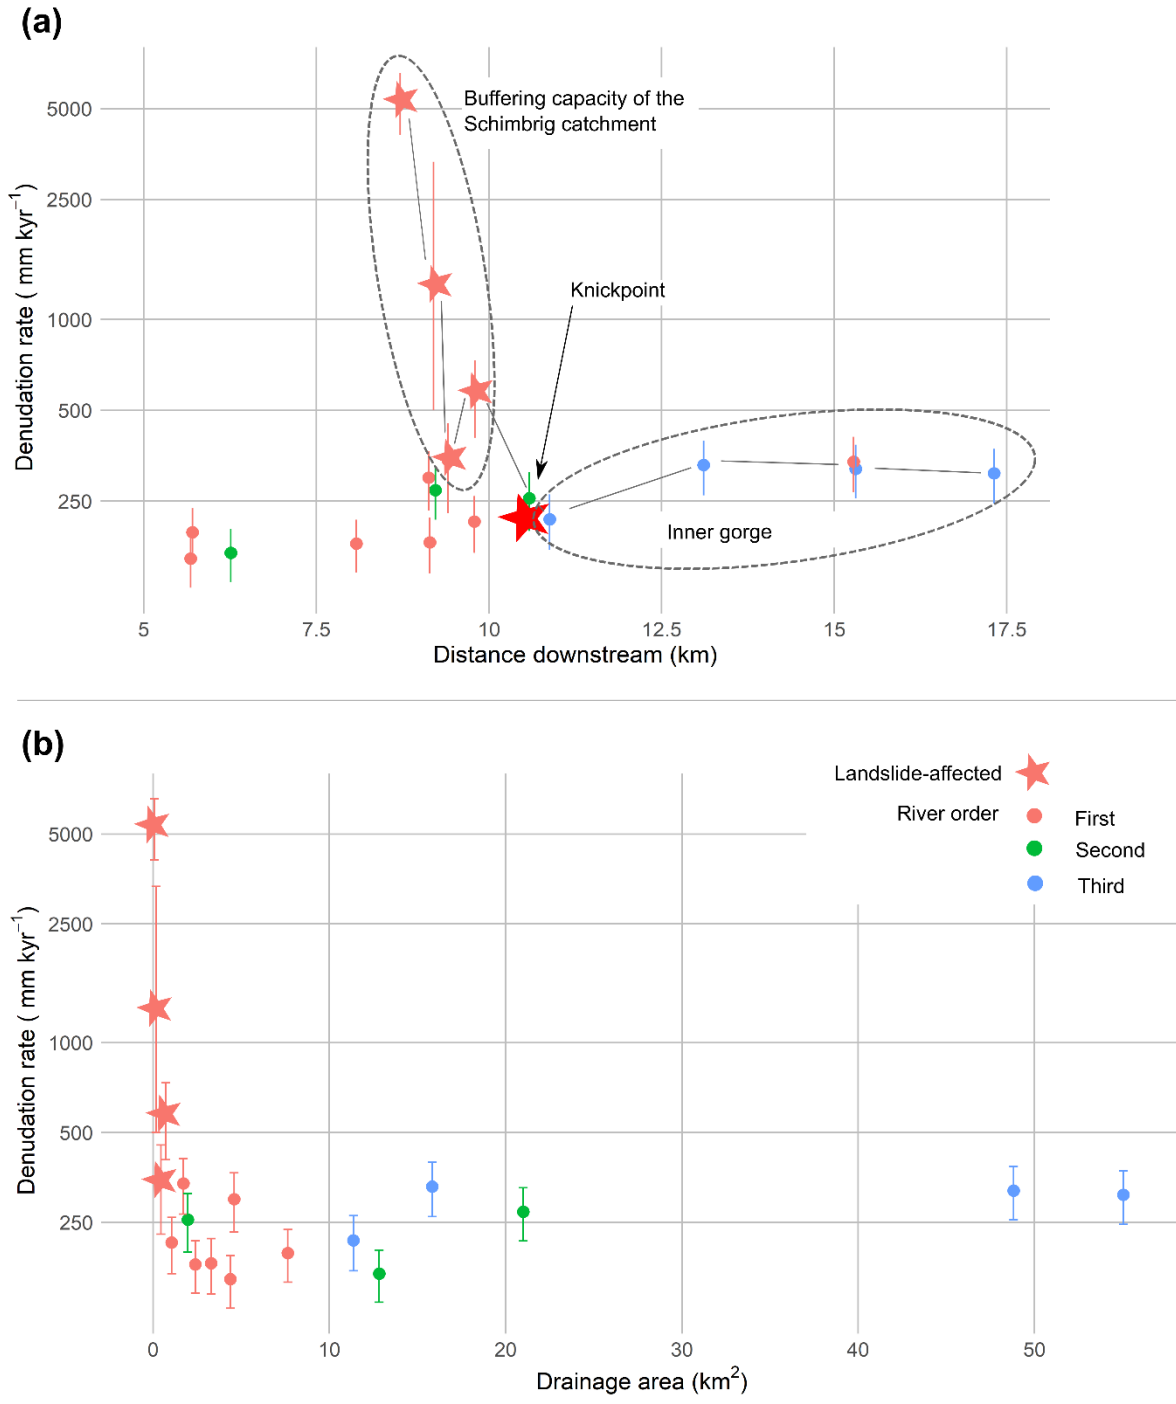 (a)
Denudation rate ( mm kyr⁻¹)
5000
2500
1000
500
250
Buffering capacity of the
Schimbrig catchment
Knickpoint
Inner gorge
5
7.5
10
12.5
15
17.5
Distance downstream (km)
(b)
Landslide-affected
River order
First
Second
Third
Denudation rate ( mm kyr⁻¹)
5000
2500
1000
500
250
0
10
20
30
40
50
Drainage area (km²)